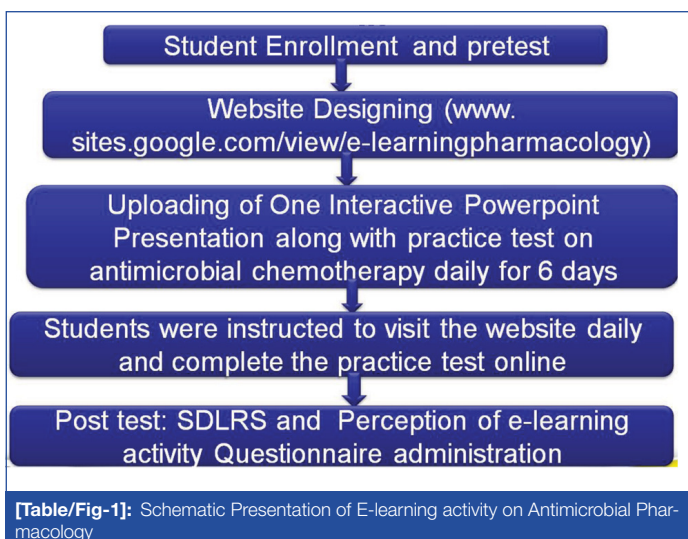 Student Enrollment and pretest
Website Designing (www.
sites.google.com/view/e-learningpharmacology)
Uploading of One Interactive Powerpoint
Presentation along with practice test on
antimicrobial chemotherapy daily for 6 days
Students were instructed to visit the website daily
and complete the practice test online
Post test: SDLRS and Perception of e-learning
activity Questionnaire administration
[Table/Fig-1]: Schematic Presentation of E-learning activity on Antimicrobial Phar-
macology